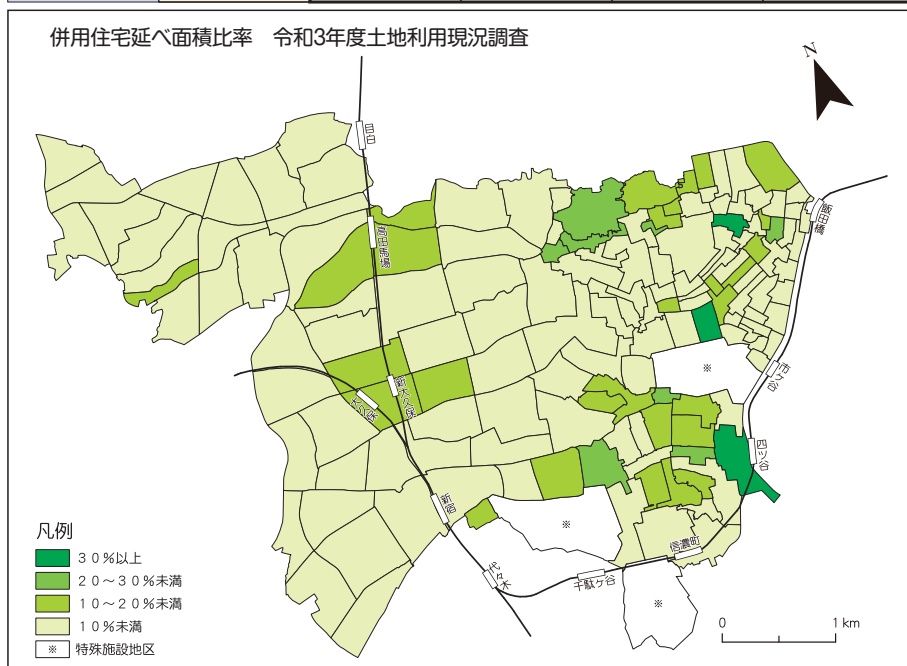 併用住宅延べ面積比率 令和3年度土地利用現況調査
N
目白
高田馬場
飯田橋
市ケ谷
新大久保
大久保
四ツ谷
新宿
信濃町
代々木
千駄ケ谷
※
※
※
凡例
30%以上
20~30%未満
10~20%未満
10%未満
※ 特殊施設地区
0 1 km